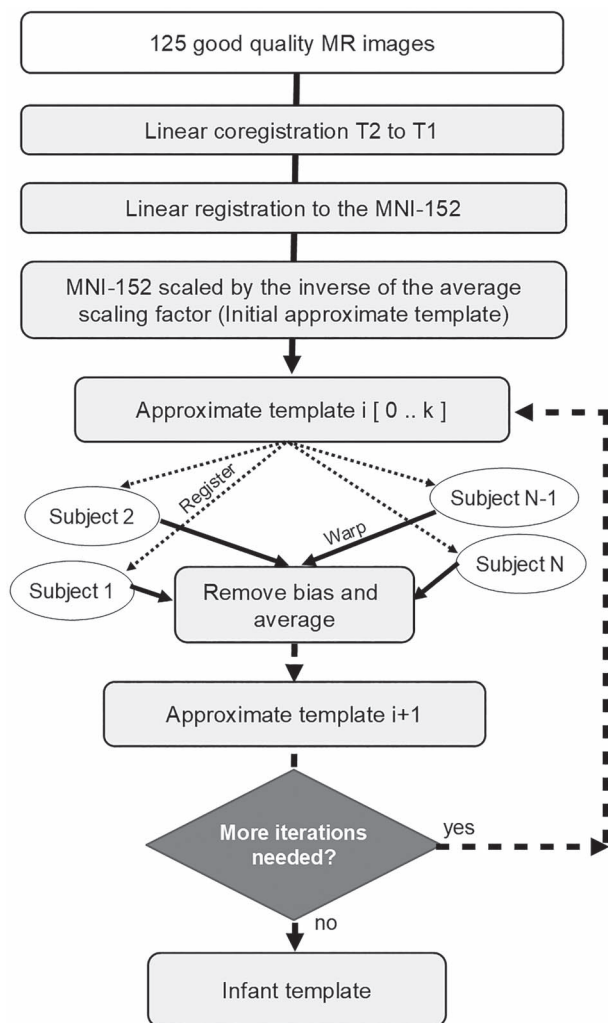 125 good quality MR images
Linear coregistration T2 to T1
Linear registration to the MNI-152
MNI-152 scaled by the inverse of the average
scaling factor (Initial approximate template)
Approximate template i [ 0 .. k ]
Register
Subject 2
Subject N-1
Warp
Subject 1
Subject N
Remove bias and
average
Approximate template i+1
More iterations
needed?
yes
no
Infant template